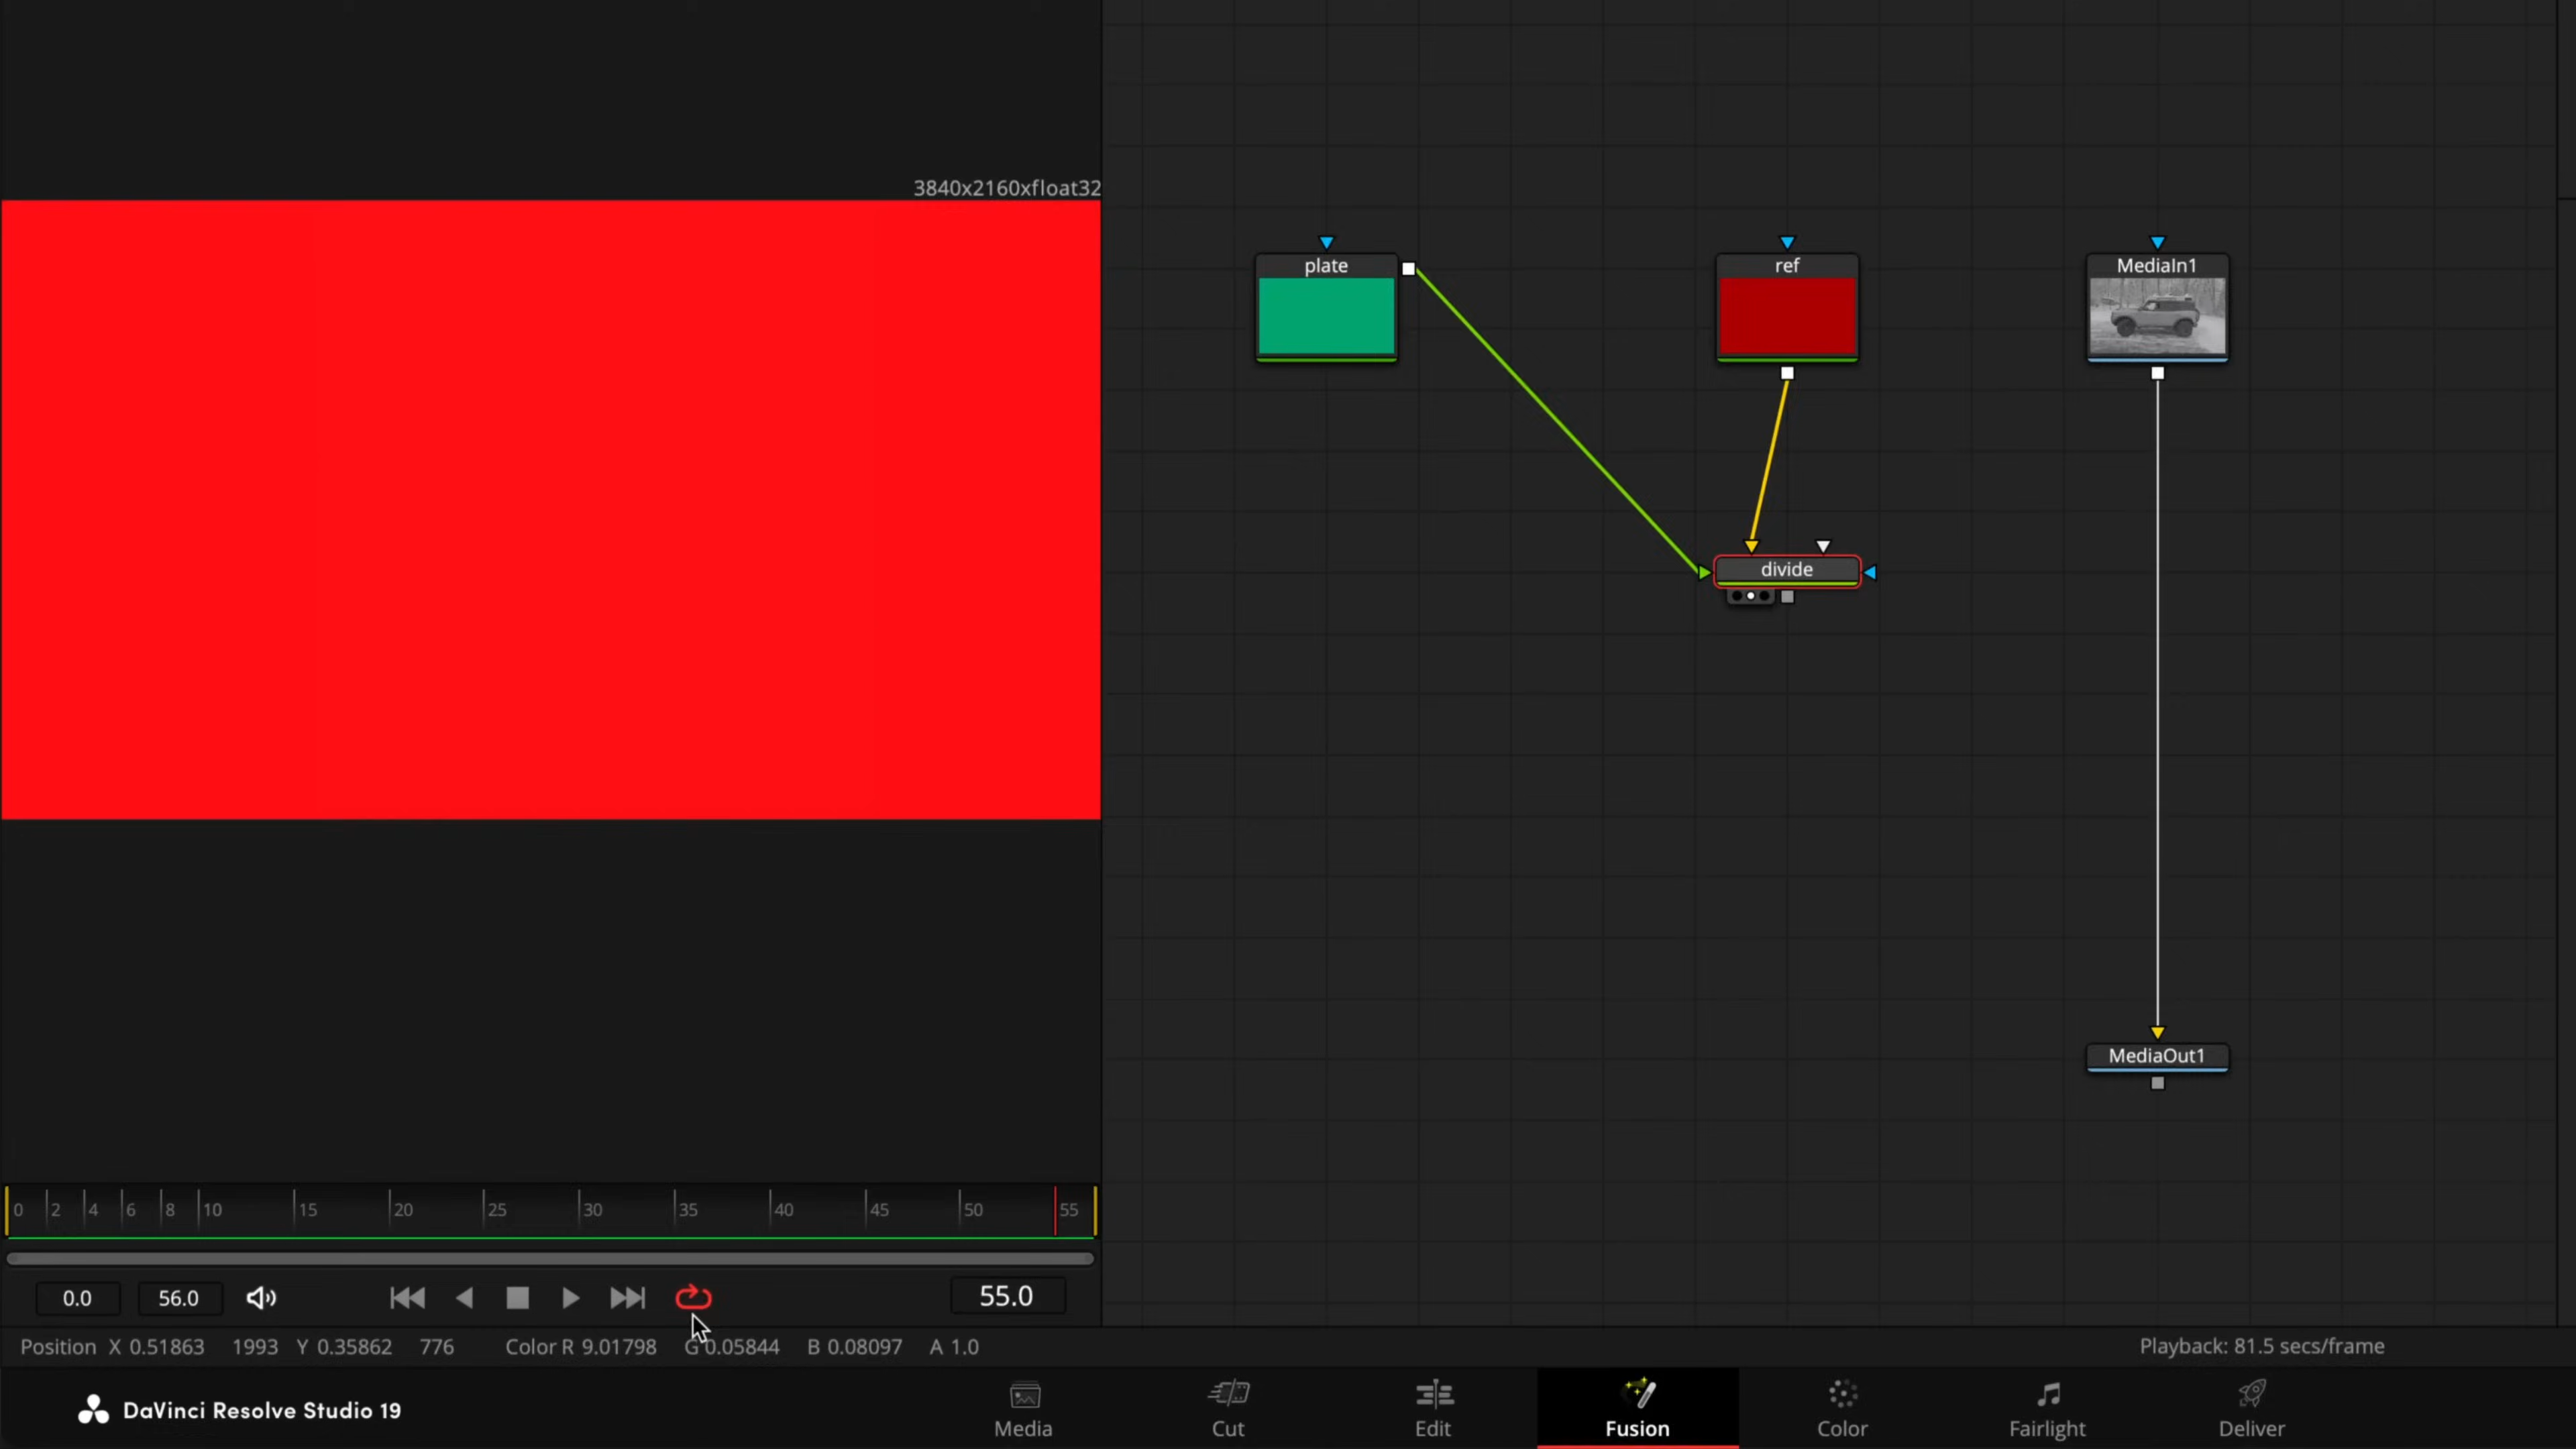 3840x2160xfloat32
plate
ref
MediaIn1
divide
MediaOut1
0 2 4 6 8 10 15 20 25 30 35 40 45 50 55
0.0 56.0 55.0
Position X 0.51863 1993 Y 0.35862 776 Color R 9.01798 G 0.05844 B 0.08097 A 1.0 Playback: 81.5 secs/frame
DaVinci Resolve Studio 19
Media Cut Edit Fusion Color Fairlight Deliver